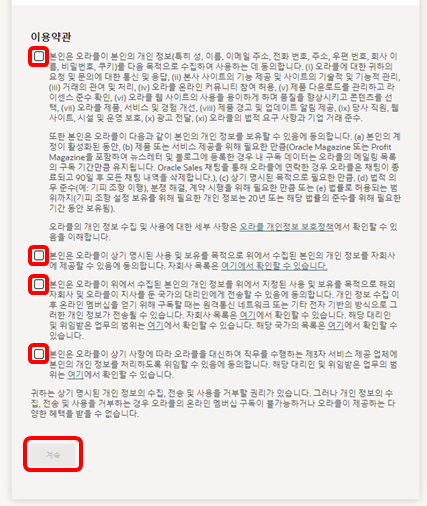 이용약관
본인은 오라클이 본인의 개인 정보(특히 성, 이름, 이메일 주소, 전화 번호, 주소, 우편 번호, 회사 이
름, 비밀번호, 쿠키)를 다음 목적으로 수집하여 사용하는 데 동의합니다. (i) 오라클에 대한 귀하의
요청 및 문의에 대한 통신 및 응답, (ii) 본사 사이트의 기능 제공 및 사이트의 기술적 및 기능적 관리,
(iii) 거래의 관여 및 처리, (iv) 오라클 온라인 커뮤니티 참여 허용, (v) 제품 다운로드를 관리하고 라
이센스 준수 확인, (vi) 오라클 웹 사이트의 사용을 용이하게 하며 품질을 향상시키고 콘텐츠를 선
택, (vii) 오라클 제품, 서비스 및 경험 개선, (viii) 제품 경고 및 업데이트 알림 제공, (ix) 당사 직원, 웹
사이트, 시설 및 운영 보호, (x) 광고 전달, (xi) 오라클의 법적 요구 사항과 기업 거래 준수.
또한 본인은 오라클이 다음과 같이 본인의 개인 정보를 보유할 수 있음에 동의합니다. (a) 본인의 계
정이 활성화된 동안, (b) 제품 또는 서비스 제공을 위해 필요한 만큼(Oracle Magazine 또는 Profit
Magazine을 포함하여 뉴스레터 및 블로그에 등록한 경우 내 구독 데이터는 오라클의 메일링 목록
의 구독 기간만큼 유지됩니다. Oracle Sales 채팅을 통해 오라클에 연락한 경우 오라클은 채팅이 종
료되고 90일 후 모든 채팅 내역을 삭제합니다.), (c) 상기 명시된 목적으로 필요한 만큼, (d) 법적 의
무 준수(예: 기피 조항 이행), 분쟁 해결, 계약 시행을 위해 필요한 만큼 또는 (e) 법률로 허용되는 범
위까지(기피 조항 설정 보유를 위해 필요한 개인 정보는 20년 또는 해당 법률의 준수를 위해 필요한
기간 동안 보유됨).
오라클의 개인 정보 수집 및 사용에 대한 세부 사항은 오라클 개인정보 보호정책에서 확인할 수 있
음을 이해합니다.
본인은 오라클이 상기 명시된 사용 및 보유를 목적으로 위에서 수집된 본인의 개인 정보를 자회사
에 제공할 수 있음에 동의합니다. 자회사 목록은 여기에서 확인할 수 있습니다.
본인은 오라클이 위에서 수집된 본인의 개인 정보를 위에서 지정된 사용 및 보유를 목적으로 해외
자회사 및 오라클이 지사를 둔 국가의 대리인에게 전송할 수 있음에 동의합니다. 개인 정보 수집 이
후 온라인 멤버십을 얻기 위해 구독할 때는 원격통신 네트워크 또는 기타 전자 기반의 방식으로 그
러한 개인 정보가 전송될 수 있습니다. 자회사 목록은 여기에서 확인할 수 있습니다. 해당 대리인
및 위임받은 업무의 범위는 여기에서 확인할 수 있습니다. 해당 국가의 목록은 여기에서 확인할 수
있습니다.
본인은 오라클이 상기 사항에 따라 오라클을 대신하여 직무를 수행하는 제3자 서비스 제공 업체에
본인의 개인 정보를 처리하도록 위임할 수 있음에 동의합니다. 해당 대리인 및 위임받은 업무의 범
위는 여기에서 확인할 수 있습니다.
귀하는 상기 명시된 개인정보의 수집, 전송 및 사용을 거부할 권리가 있습니다. 그러나 개인 정보의 수
집, 전송 및 사용을 거부하는 경우 오라클의 온라인 멤버십 구독이 불가능하거나 오라클이 제공하는 다
양한 혜택을 받을 수 없습니다.
계속